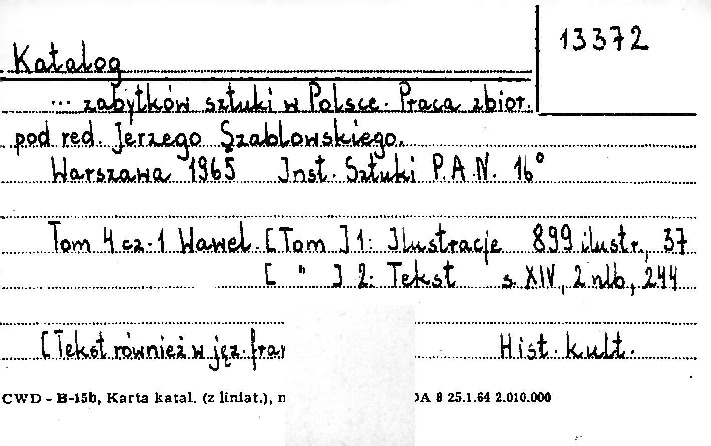 13372
Katalog
... zabytków sztuki w Polsce. Praca zbior.
pod red. Jerzego Szablowskiego.
Warszawa 1965 Inst. Sztuki P.A.N. 16°
Tom 4 cz. 1 Wawel. [Tom] 1: Ilustracje 899 ilustr., 37
[ " ] 2: Tekst s. XIV, 2 nlb, 244
[Tekst również w jęz. fran
Hist. kult.
CWD - B-15b, Karta katal. (z liniat.), DA 8 25.1.64 2.010.000